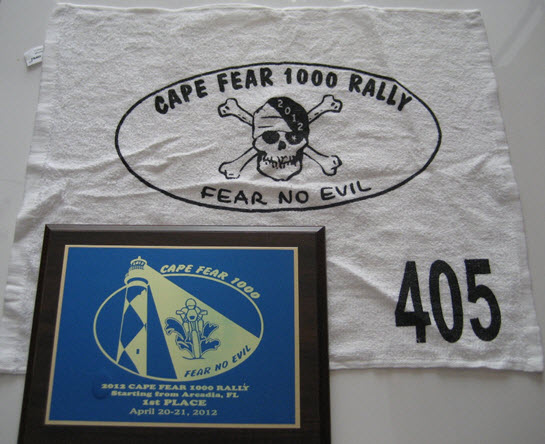 CAPE FEAR 1000 RALLY
2012
FEAR NO EVIL
405
CAPE FEAR 1000
FEAR NO EVIL
2012 CAPE FEAR 1000 RALLY
Starting from Arcadia, FL
1st PLACE
April 20-21, 2012